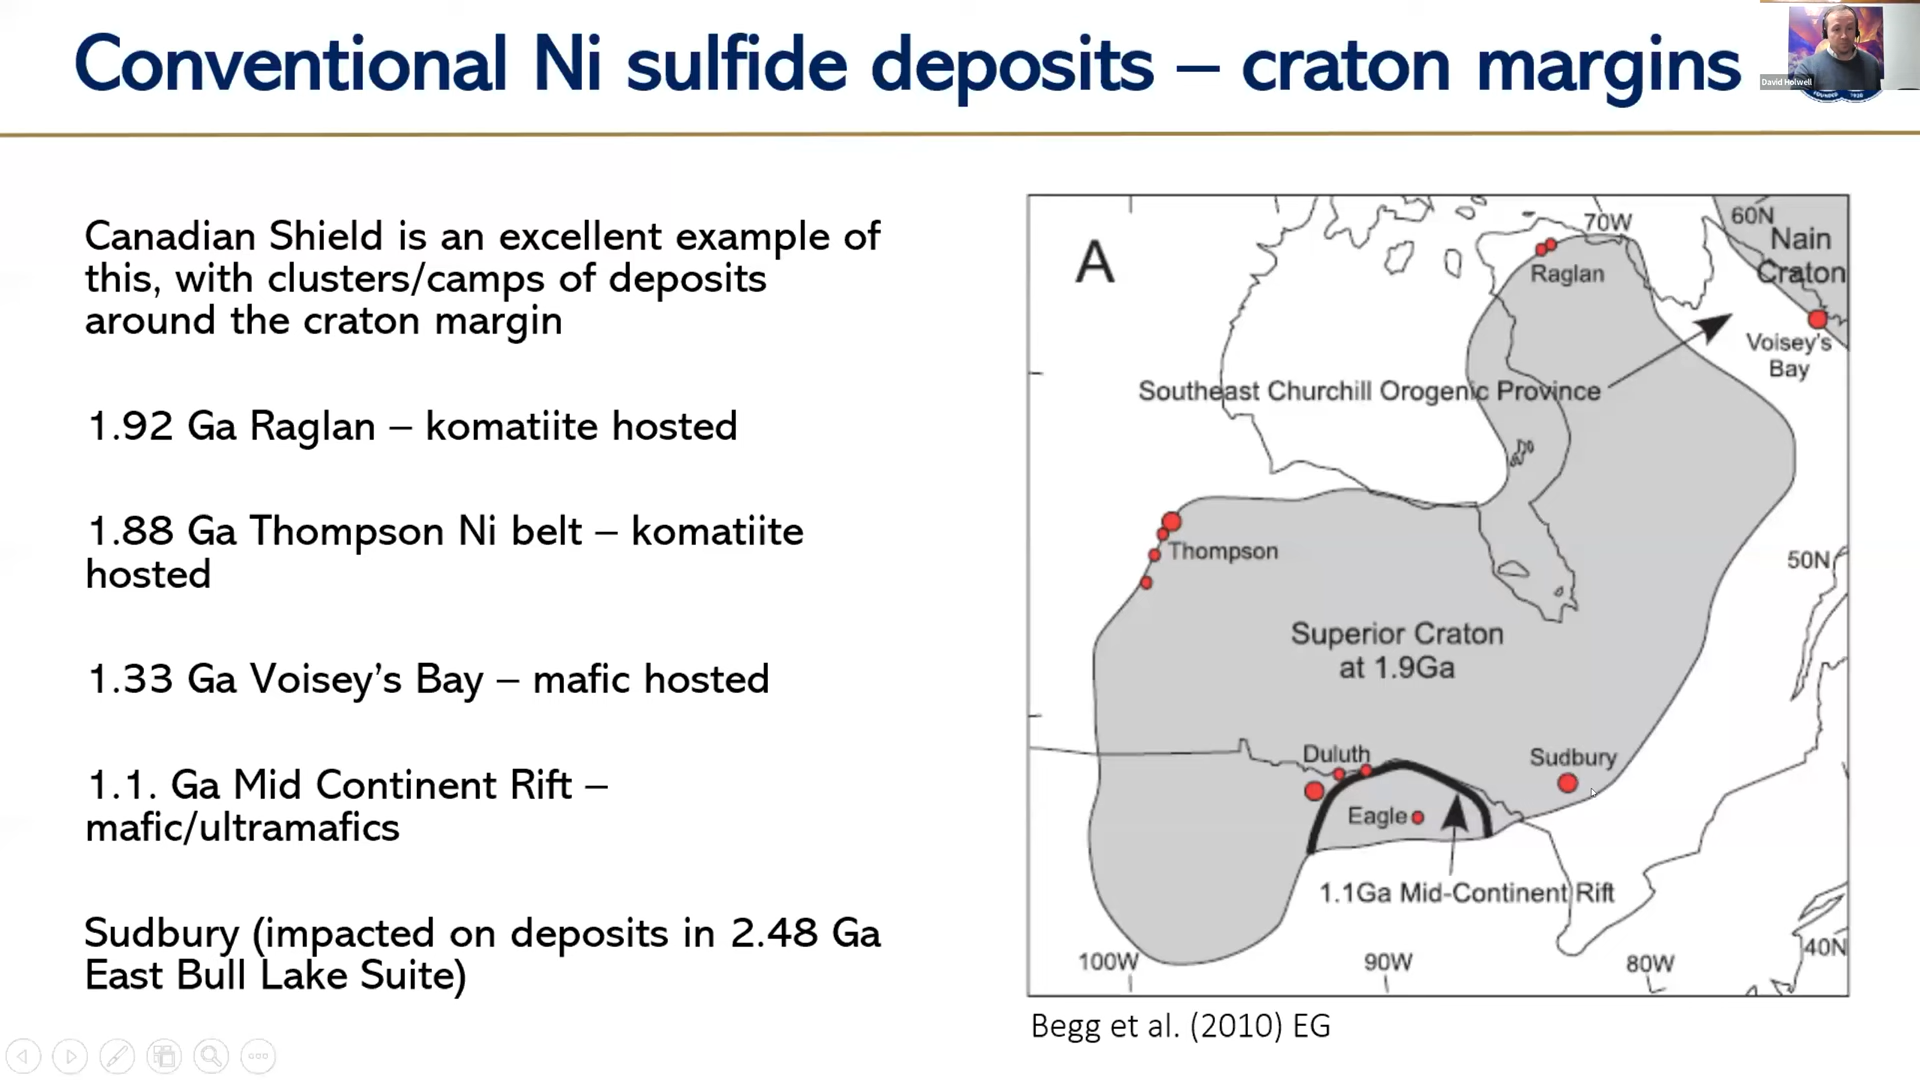 Conventional Ni sulfide deposits – craton margins
David Holwell
FOUNDED 1920
Canadian Shield is an excellent example of
this, with clusters/camps of deposits
around the craton margin
1.92 Ga Raglan – komatiite hosted
1.88 Ga Thompson Ni belt – komatiite
hosted
1.33 Ga Voisey's Bay – mafic hosted
1.1. Ga Mid Continent Rift –
mafic/ultramafics
Sudbury (impacted on deposits in 2.48 Ga
East Bull Lake Suite)
A
70W
60N
Nain
Craton
Raglan
Voisey's
Bay
Southeast Churchill Orogenic Province
Thompson
50N
Superior Craton
at 1.9Ga
Duluth
Sudbury
Eagle
1.1Ga Mid-Continent Rift
100W
90W
80W
40N
Begg et al. (2010) EG